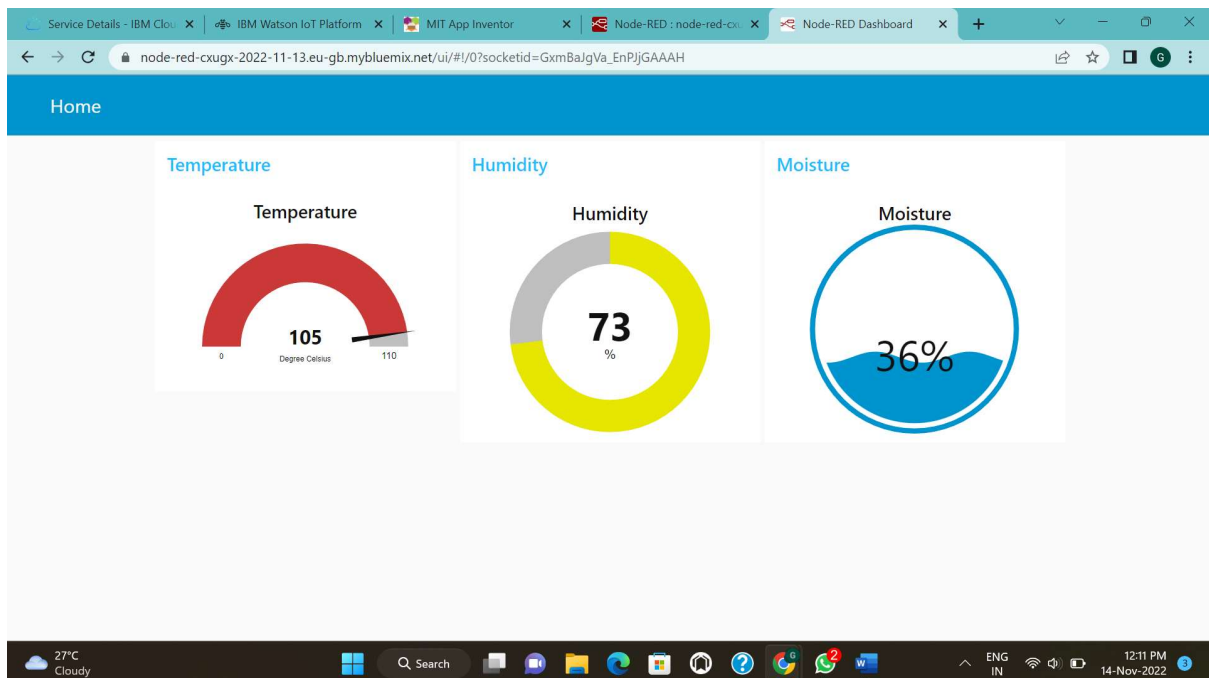 Service Details - IBM Clou
IBM Watson IoT Platform
MIT App Inventor
Node-RED : node-red-cxu
Node-RED Dashboard
node-red-cxugx-2022-11-13.eu-gb.mybluemix.net/ui/#!/0?socketid=GxmBaJgVa_EnPJjGAAAH
G
Home
Temperature
Temperature
105
Degree Celsius
0
110
Humidity
Humidity
73
%
Moisture
Moisture
36%
27°C
Cloudy
Search
G
2
W
ENG
IN
12:11 PM
14-Nov-2022
3